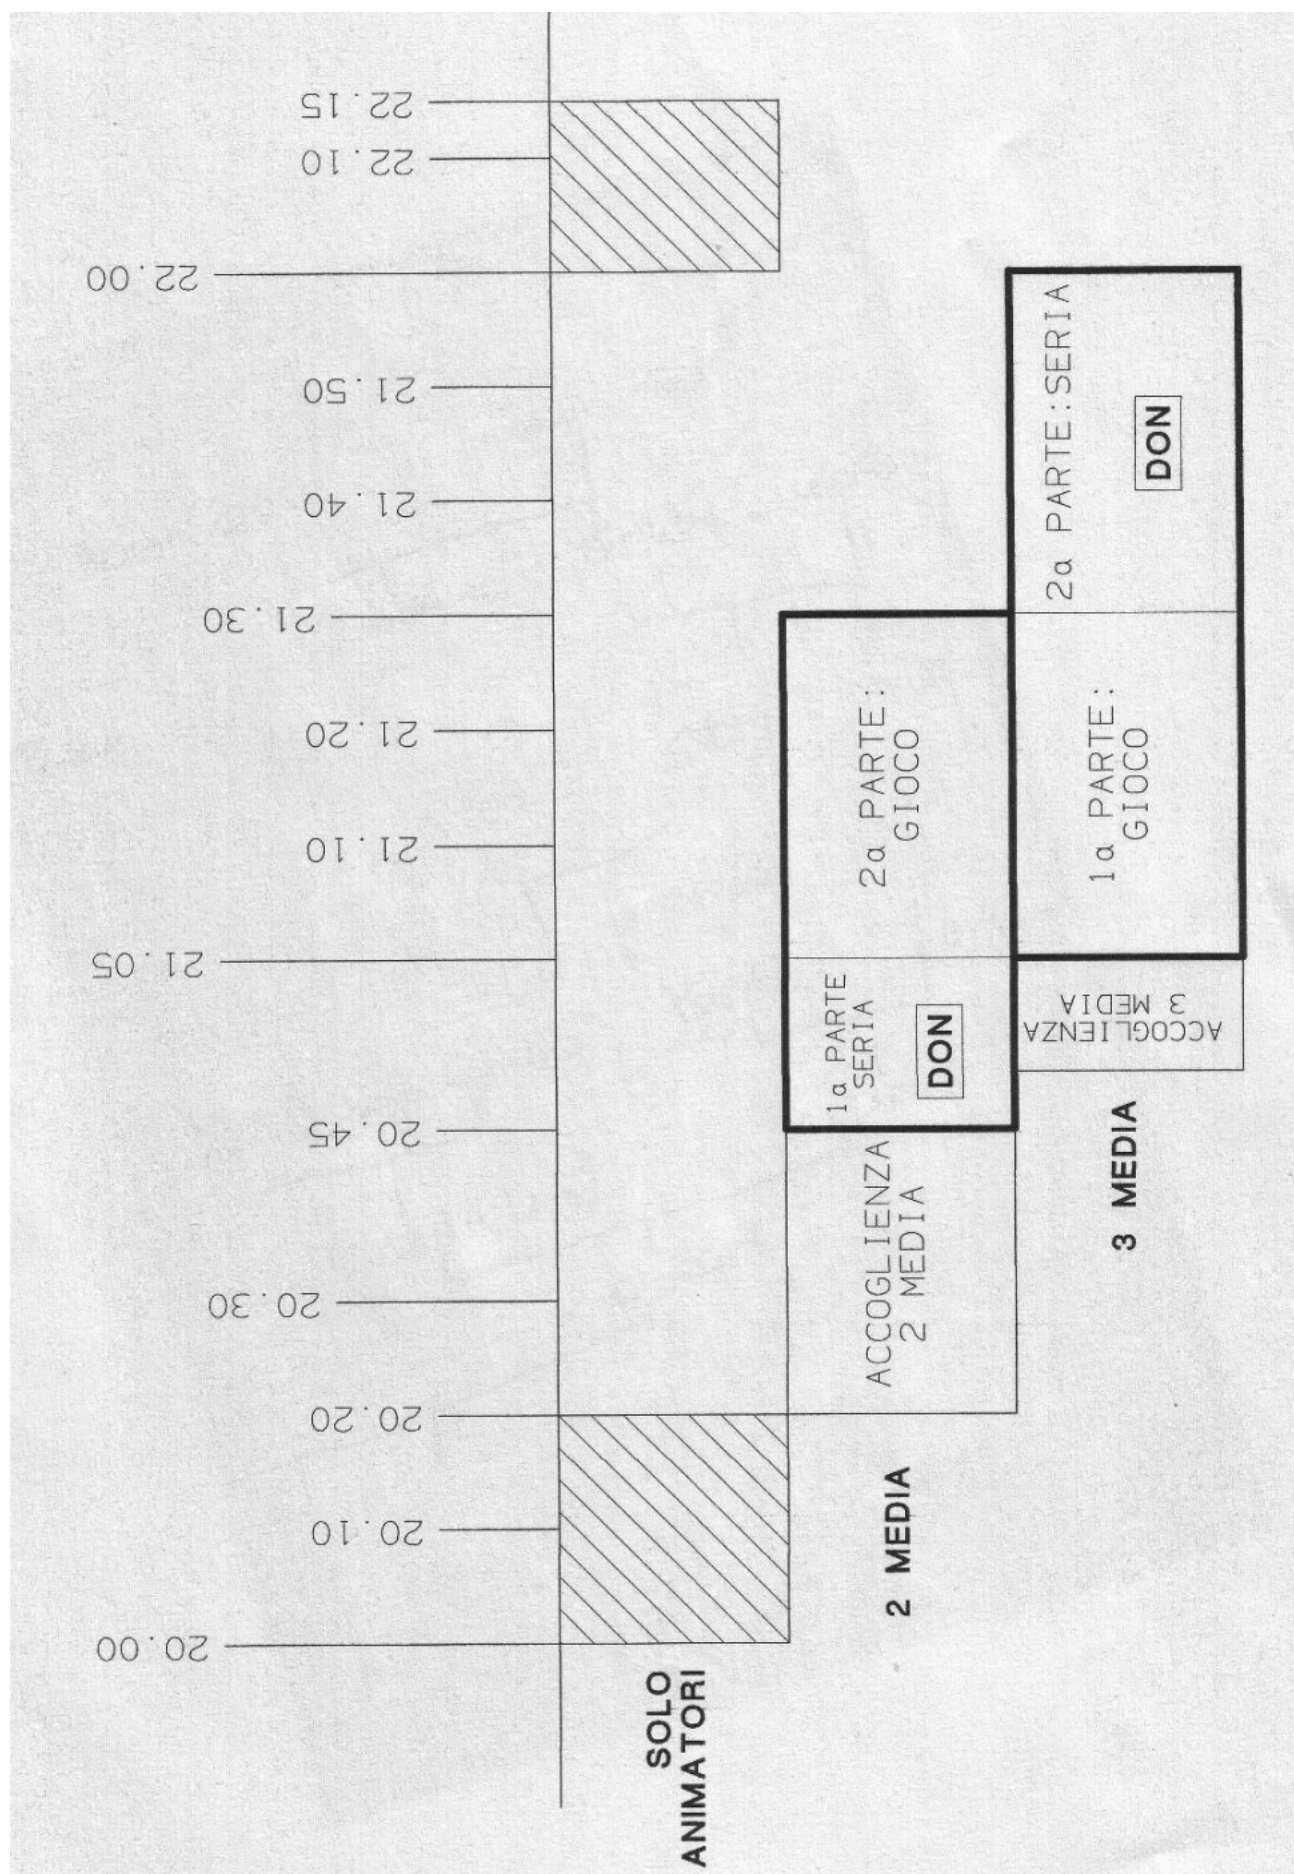 22.15
22.10
22.00
21.50
21.40
21.30
21.20
21.10
21.05
20.45
20.30
20.20
20.10
20.00
SOLO
ANIMATORI
2 MEDIA
ACCOGLIENZA
2 MEDIA
1a PARTE
SERIA
DON
2a PARTE:
GIOCO
3 MEDIA
ACCOGLIENZA
3 MEDIA
1a PARTE:
GIOCO
2a PARTE:SERIA
DON